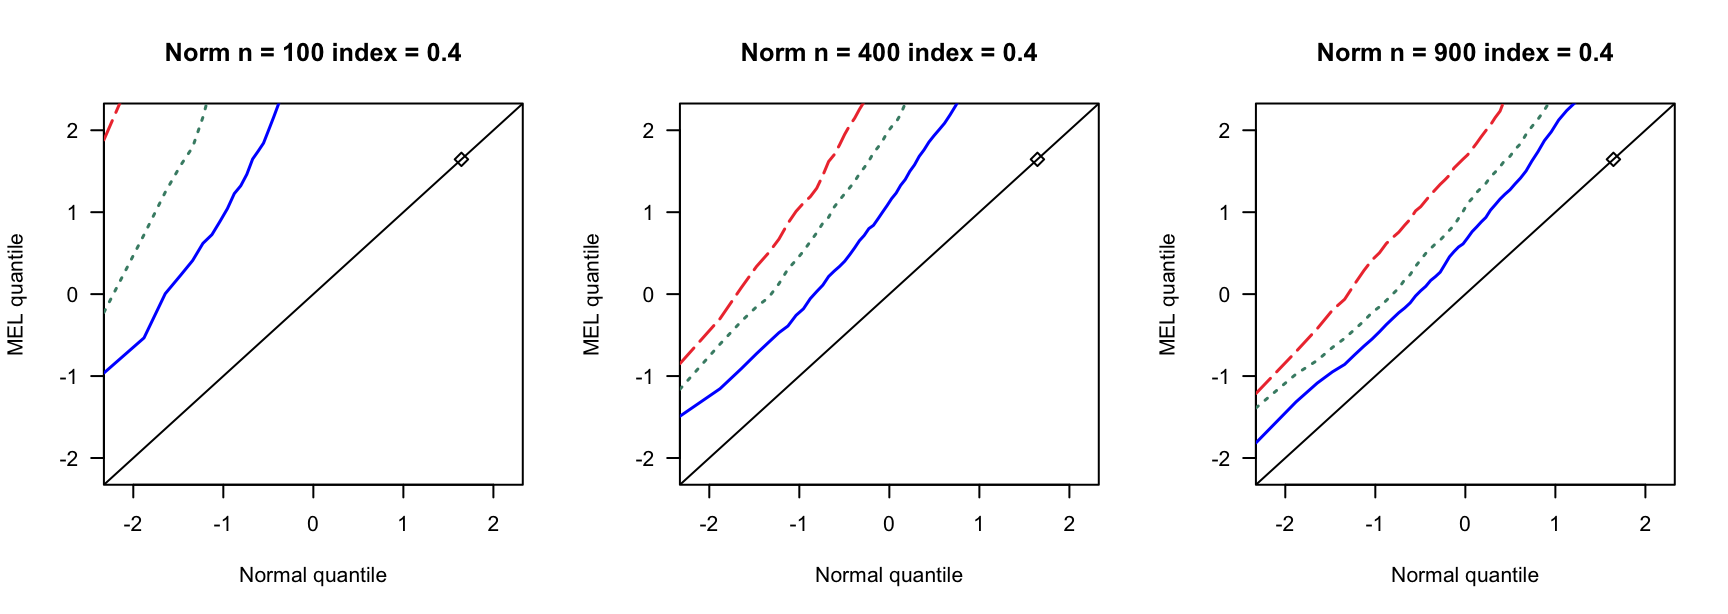 Norm n = 100 index = 0.4
MEL quantile
2
1
0
-1
-2
-2 -1 0 1 2
Normal quantile
Norm n = 400 index = 0.4
MEL quantile
2
1
0
-1
-2
-2 -1 0 1 2
Normal quantile
Norm n = 900 index = 0.4
MEL quantile
2
1
0
-1
-2
-2 -1 0 1 2
Normal quantile